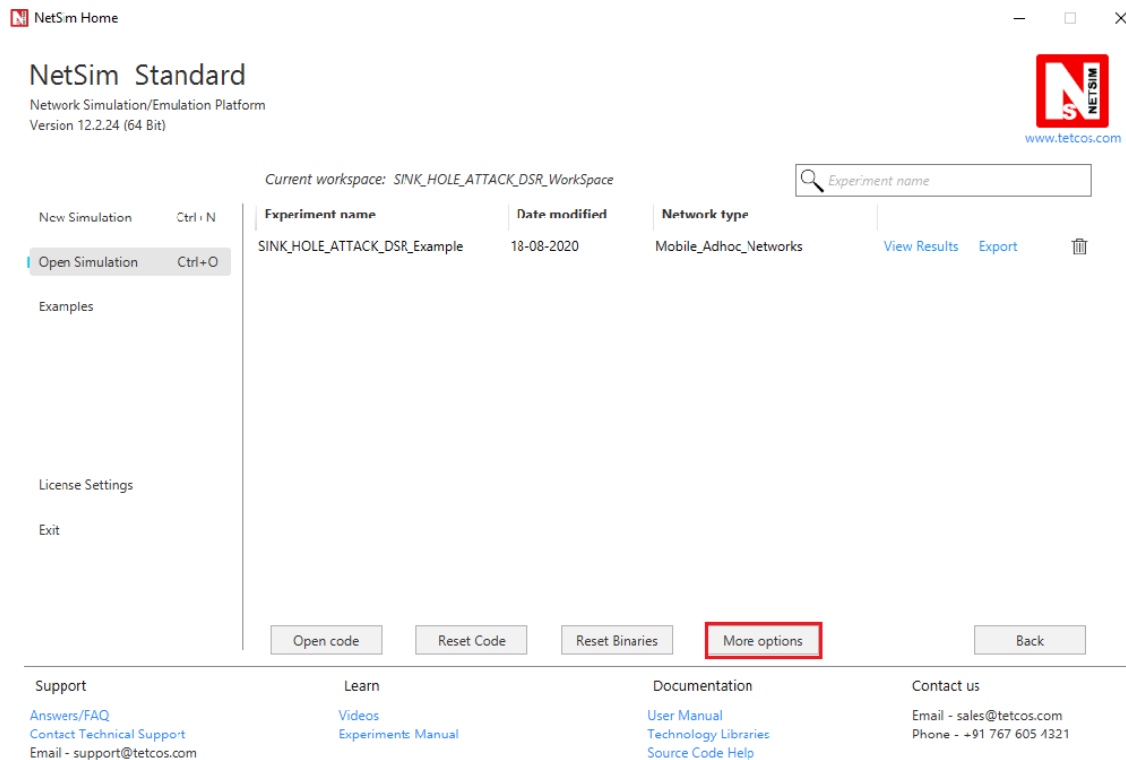 NetSim Home
NetSim Standard
Network Simulation/Emulation Platform
Version 12.2.24 (64 Bit)
NETSIM
NS
www.tetcos.com
Current workspace: SINK_HOLE_ATTACK_DSR_WorkSpace
Experiment name
New Simulation Ctrl+N
Experiment name Date modified Network type
SINK_HOLE_ATTACK_DSR_Example 18-08-2020 Mobile_Adhoc_Networks View Results Export
Open Simulation Ctrl+O
Examples
License Settings
Exit
Open code Reset Code Reset Binaries More options Back
Support Learn Documentation Contact us
Answers/FAQ Videos User Manual Email - sales@tetcos.com
Contact Technical Support Experiments Manual Technology Libraries Phone - +91 767 605 4321
Email - support@tetcos.com Source Code Help